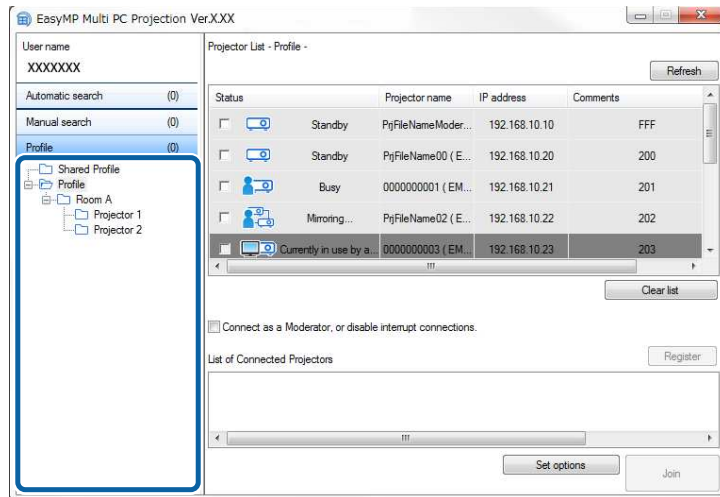 EasyMP Multi PC Projection Ver.X.XX
User name
XXXXXXX
Automatic search (0)
Manual search (0)
Profile (0)
Shared Profile
Profile
Room A
Projector 1
Projector 2
Projector List - Profile -
Refresh
Status Projector name IP address Comments
Standby PrjFileNameModer... 192.168.10.10 FFF
Standby PrjFileName00 ( E... 192.168.10.20 200
Busy 0000000001 ( EM... 192.168.10.21 201
Mirroring... PrjFileName02 ( E... 192.168.10.22 202
Currently in use by a... 0000000003 ( EM... 192.168.10.23 203
Clear list
Connect as a Moderator, or disable interrupt connections.
List of Connected Projectors
Register
Set options
Join